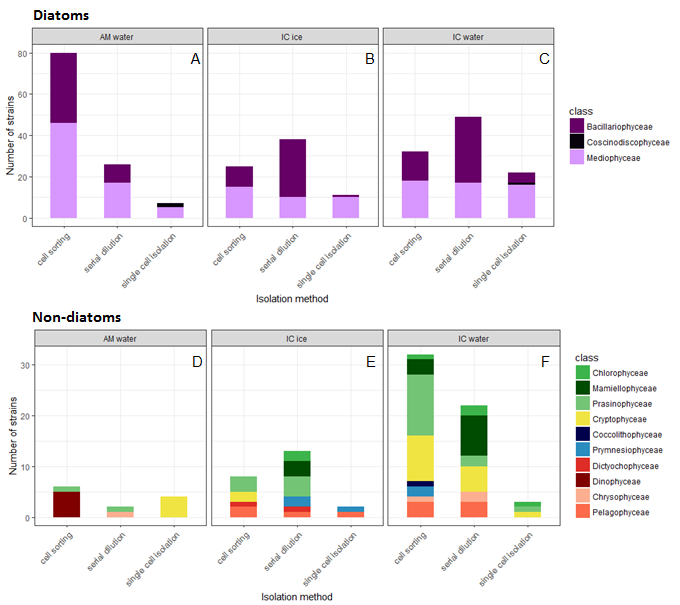 Diatoms
AM water
IC ice
IC water
A
B
C
Number of strains
80
60
40
20
0
cell sorting
serial dilution
single cell isolation
cell sorting
serial dilution
single cell isolation
cell sorting
serial dilution
single cell isolation
Isolation method
class
Bacillariophyceae
Coscinodiscophyceae
Mediophyceae
Non-diatoms
AM water
IC ice
IC water
D
E
F
Number of strains
30
20
10
0
cell sorting
serial dilution
single cell isolation
cell sorting
serial dilution
single cell isolation
cell sorting
serial dilution
single cell isolation
Isolation method
class
Chlorophyceae
Mamiellophyceae
Prasinophyceae
Cryptophyceae
Coccolithophyceae
Prymnesiophyceae
Dictyochophyceae
Dinophyceae
Chrysophyceae
Pelagophyceae